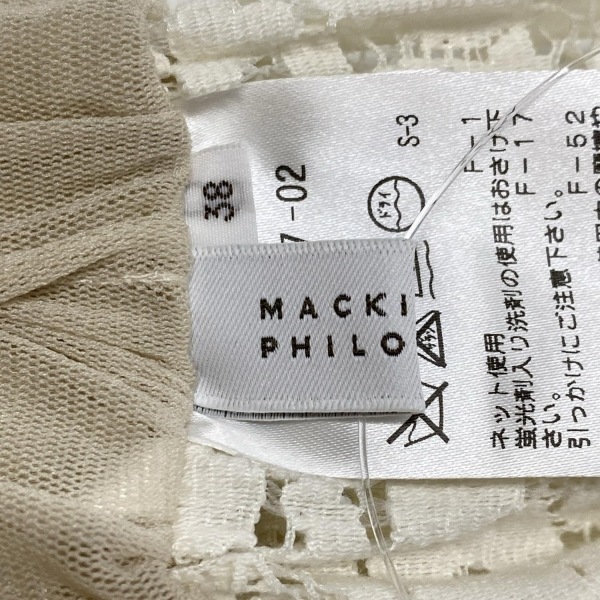 MACKI
PHILO
38
7-02
S-3
ドライ
F-1
F-17
F-52
ネット使用
蛍光剤入り洗剤の使用はおさけ下
さい。
引っかけにご注意下さい。